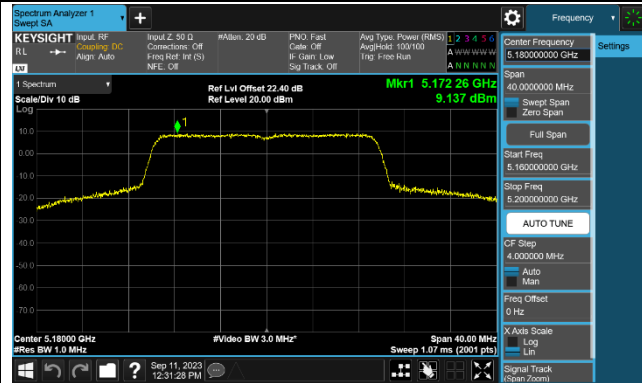 Spectrum Analyzer 1
Swept SA
+
Frequency
KEYSIGHT
RL
LXI
Input: RF
Coupling: DC
Align: Auto
Input Z: 50 Ω
Corrections: Off
Freq Ref: Int (S)
NFE: Off
#Atten: 20 dB
PNO: Fast
Gate: Off
IF Gain: Low
Sig Track: Off
Avg Type: Power (RMS)
Avg|Hold: 100/100
Trig: Free Run
1 2 3 4 5 6
A W W W W W
A N N N N N
Center Frequency
5.180000000 GHz
Settings
Span
40.0000000 MHz
Swept Span
Zero Span
Full Span
Start Freq
5.160000000 GHz
Stop Freq
5.200000000 GHz
AUTO TUNE
CF Step
4.000000 MHz
Auto
Man
Freq Offset
0 Hz
X Axis Scale
Log
Lin
Signal Track
(Span Zoom)
1 Spectrum
Scale/Div 10 dB
Log
Ref Lvl Offset 22.40 dB
Ref Level 20.00 dBm
Mkr1 5.172 26 GHz
9.137 dBm
1
10.0
0.00
-10.0
-20.0
-30.0
-40.0
-50.0
-60.0
-70.0
Center 5.18000 GHz
#Res BW 1.0 MHz
#Video BW 3.0 MHz*
Span 40.00 MHz
Sweep 1.07 ms (2001 pts)
?
Sep 11, 2023
12:31:28 PM